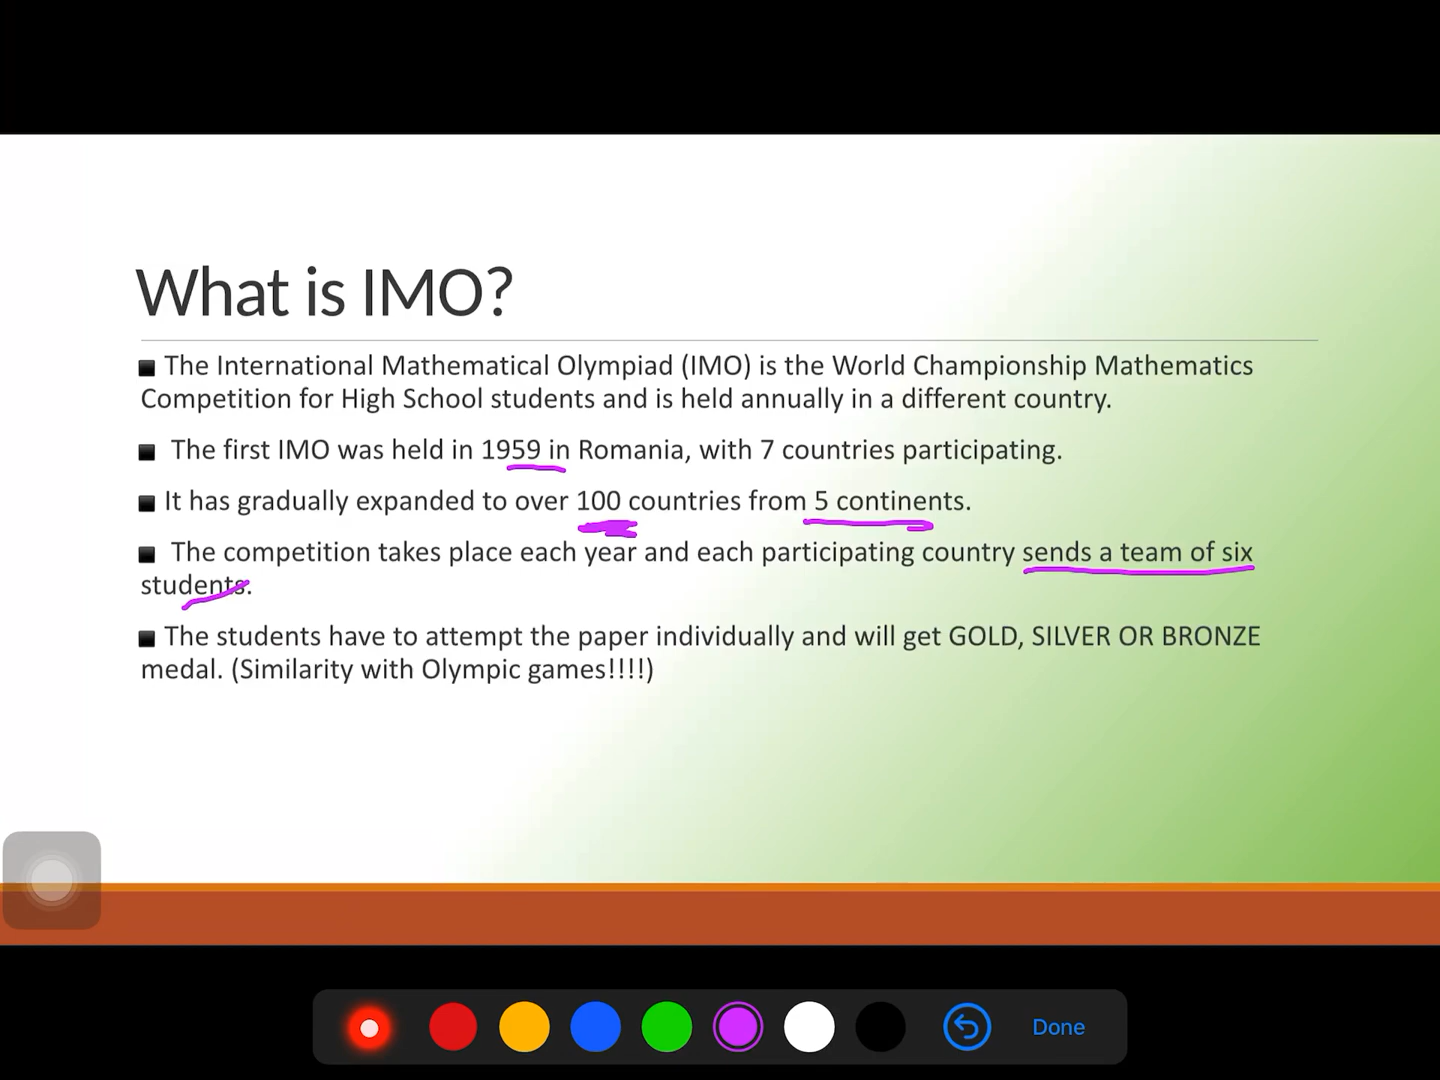 What is IMO?
The International Mathematical Olympiad (IMO) is the World Championship Mathematics
Competition for High School students and is held annually in a different country.
The first IMO was held in 1959 in Romania, with 7 countries participating.
It has gradually expanded to over 100 countries from 5 continents.
The competition takes place each year and each participating country sends a team of six
students.
The students have to attempt the paper individually and will get GOLD, SILVER OR BRONZE
medal. (Similarity with Olympic games!!!!)
Done